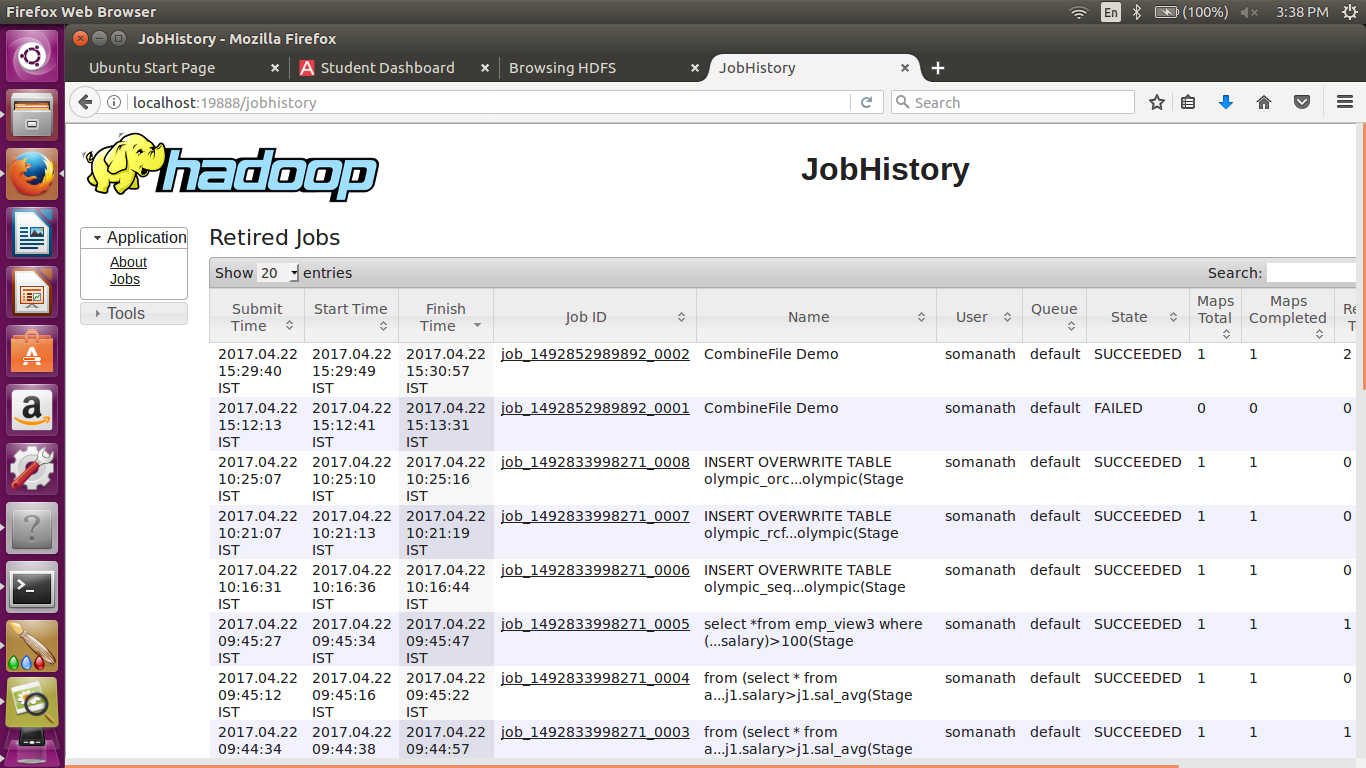 Firefox Web Browser
En
(100%)
3:38 PM
JobHistory - Mozilla Firefox
Ubuntu Start Page
Student Dashboard
Browsing HDFS
JobHistory
localhost:19888/jobhistory
Search
hadoop
JobHistory
Application
About
Jobs
Tools
Retired Jobs
Show 20 entries
Search:
Submit Time Start Time Finish Time Job ID Name User Queue State Maps Total Maps Completed
2017.04.22 2017.04.22 2017.04.22 job_1492852989892_0002 CombineFile Demo somanath default SUCCEEDED 1 1 2
15:29:40 15:29:49 15:30:57
IST IST IST
2017.04.22 2017.04.22 2017.04.22 job_1492852989892_0001 CombineFile Demo somanath default FAILED 0 0 0
15:12:13 15:12:41 15:13:31
IST IST IST
2017.04.22 2017.04.22 2017.04.22 job_1492833998271_0008 INSERT OVERWRITE TABLE somanath default SUCCEEDED 1 1 0
10:25:07 10:25:10 10:25:16 olympic_orc...olympic(Stage
IST IST IST
2017.04.22 2017.04.22 2017.04.22 job_1492833998271_0007 INSERT OVERWRITE TABLE somanath default SUCCEEDED 1 1 0
10:21:07 10:21:13 10:21:19 olympic_rcf...olympic(Stage
IST IST IST
2017.04.22 2017.04.22 2017.04.22 job_1492833998271_0006 INSERT OVERWRITE TABLE somanath default SUCCEEDED 1 1 0
10:16:31 10:16:36 10:16:44 olympic_seq...olympic(Stage
IST IST IST
2017.04.22 2017.04.22 2017.04.22 job_1492833998271_0005 select *from emp_view3 where somanath default SUCCEEDED 1 1 1
09:45:27 09:45:34 09:45:47 (...salary)>100(Stage
IST IST IST
2017.04.22 2017.04.22 2017.04.22 job_1492833998271_0004 from (select * from somanath default SUCCEEDED 1 1 0
09:45:12 09:45:16 09:45:22 a...j1.salary>j1.sal_avg(Stage
IST IST IST
2017.04.22 2017.04.22 2017.04.22 job_1492833998271_0003 from (select * from somanath default SUCCEEDED 1 1 1
09:44:34 09:44:38 09:44:57 a...j1.salary>j1.sal_avg(Stage